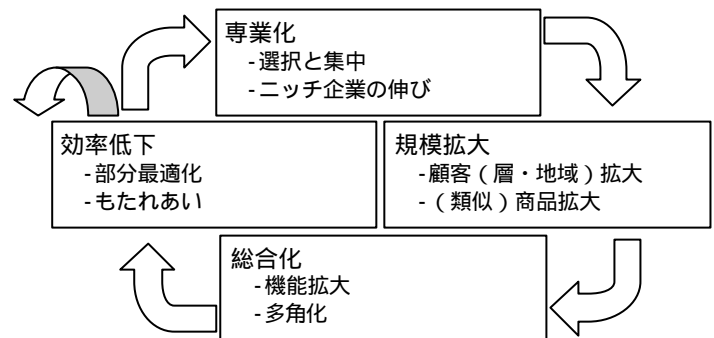 専業化
-選択と集中
-ニッチ企業の伸び
効率低下
-部分最適化
-もたれあい
規模拡大
-顧客（層・地域）拡大
-（類似）商品拡大
総合化
-機能拡大
-多角化